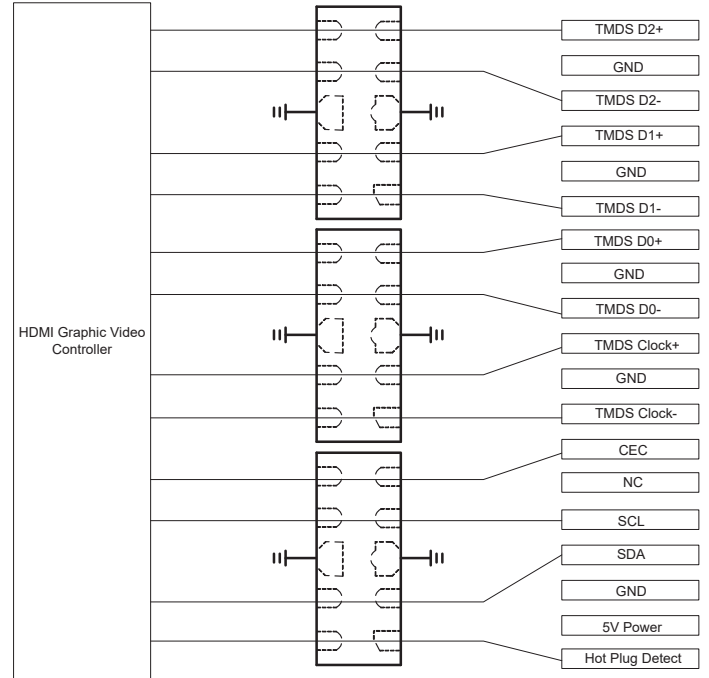 HDMI Graphic Video
Controller
TMDS D2+
GND
TMDS D2-
TMDS D1+
GND
TMDS D1-
TMDS D0+
GND
TMDS D0-
TMDS Clock+
GND
TMDS Clock-
CEC
NC
SCL
SDA
GND
5V Power
Hot Plug Detect